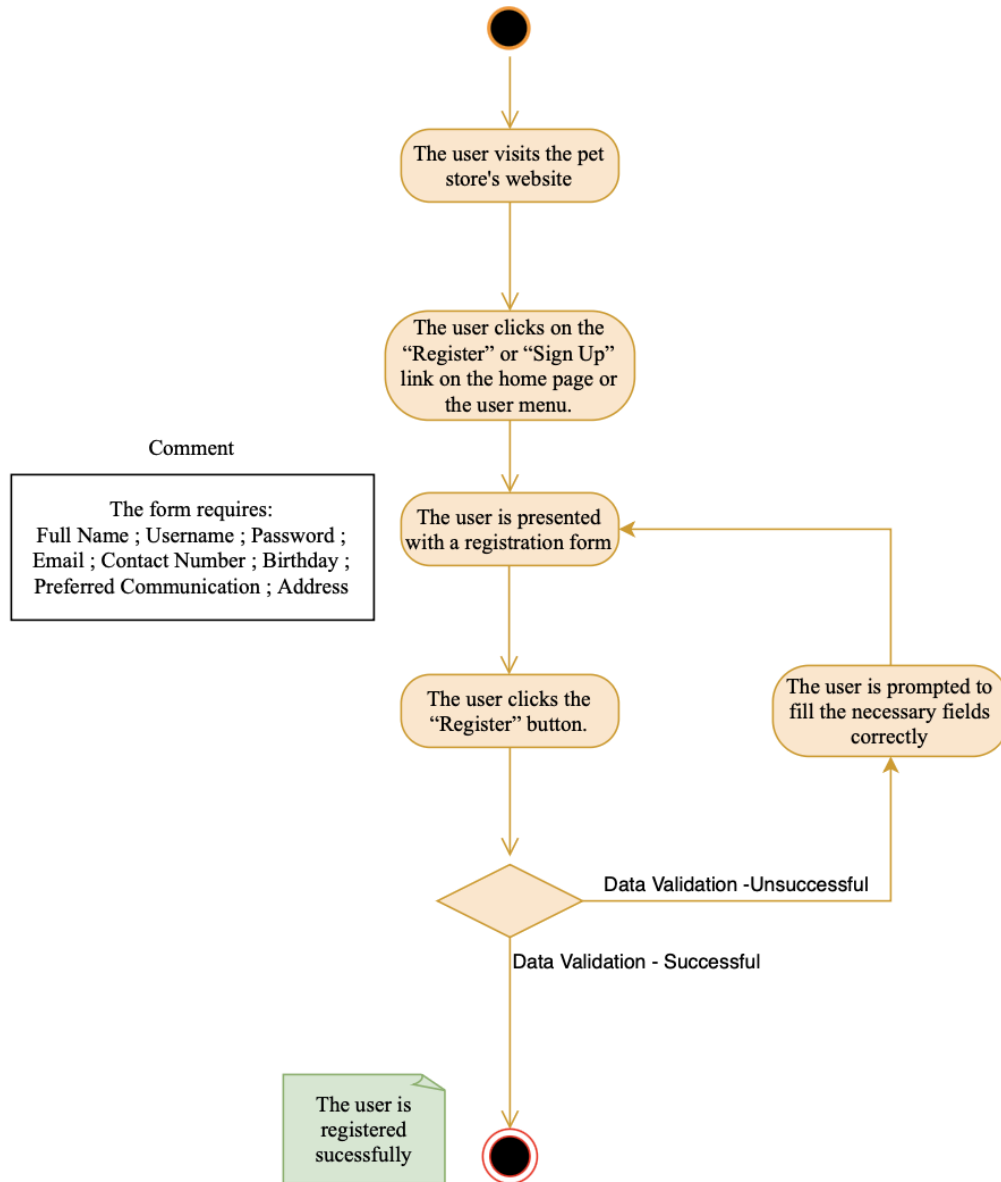 The user visits the pet
store's website
The user clicks on the
“Register” or “Sign Up”
link on the home page or
the user menu.
Comment
The form requires:
Full Name ; Username ; Password ;
Email ; Contact Number ; Birthday ;
Preferred Communication ; Address
The user is presented
with a registration form
The user clicks the
“Register” button.
The user is prompted to
fill the necessary fields
correctly
Data Validation -Unsuccessful
Data Validation - Successful
The user is
registered
sucessfully